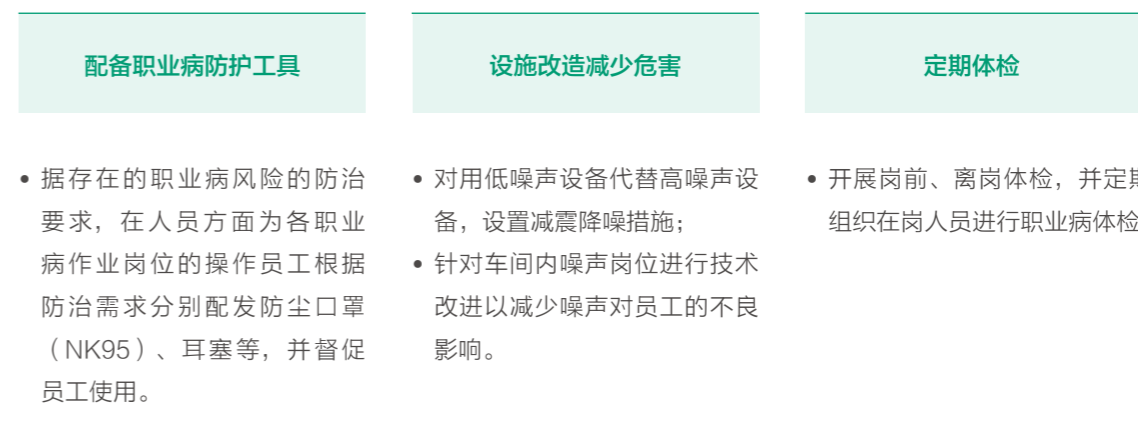 配备职业病防护工具
• 据存在的职业病风险的防治
要求，在人员方面为各职业
病作业岗位的操作员工根据
防治需求分别配发防尘口罩
（NK95）、耳塞等，并督促
员工使用。
设施改造减少危害
• 对用低噪声设备代替高噪声设
备，设置减震降噪措施；
• 针对车间内噪声岗位进行技术
改进以减少噪声对员工的不良
影响。
定期体检
• 开展岗前、离岗体检，并定期
组织在岗人员进行职业病体检